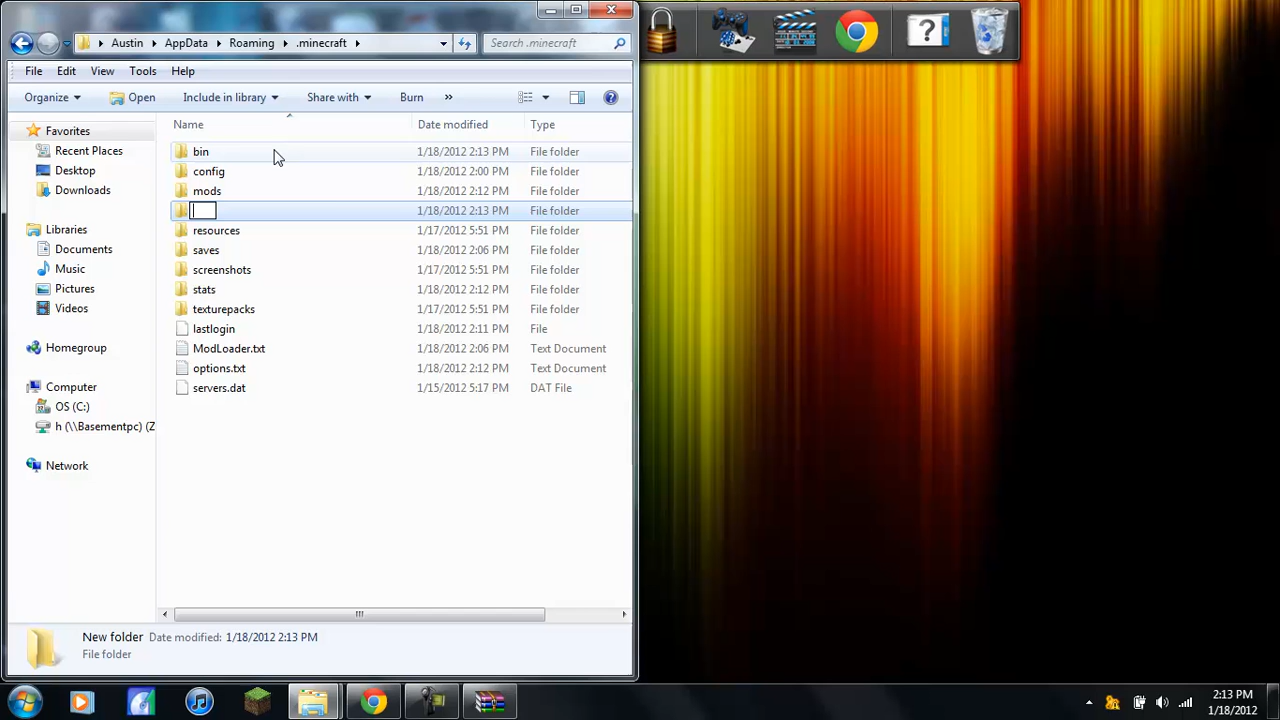 Austin AppData Roaming .minecraft Search .minecraft
File Edit View Tools Help
Organize Open Include in library Share with Burn »
Name Date modified Type
Favorites
Recent Places
Desktop
Downloads
Libraries
Documents
Music
Pictures
Videos
Homegroup
Computer
OS (C:)
h (\\Basementpc) (Z
Network
bin 1/18/2012 2:13 PM File folder
config 1/18/2012 2:00 PM File folder
mods 1/18/2012 2:12 PM File folder
1/18/2012 2:13 PM File folder
resources 1/17/2012 5:51 PM File folder
saves 1/18/2012 2:06 PM File folder
screenshots 1/17/2012 5:51 PM File folder
stats 1/18/2012 2:12 PM File folder
texturepacks 1/17/2012 5:51 PM File folder
lastlogin 1/18/2012 2:11 PM File
ModLoader.txt 1/18/2012 2:06 PM Text Document
options.txt 1/18/2012 2:12 PM Text Document
servers.dat 1/15/2012 5:17 PM DAT File
New folder Date modified: 1/18/2012 2:13 PM
File folder
2:13 PM
1/18/2012